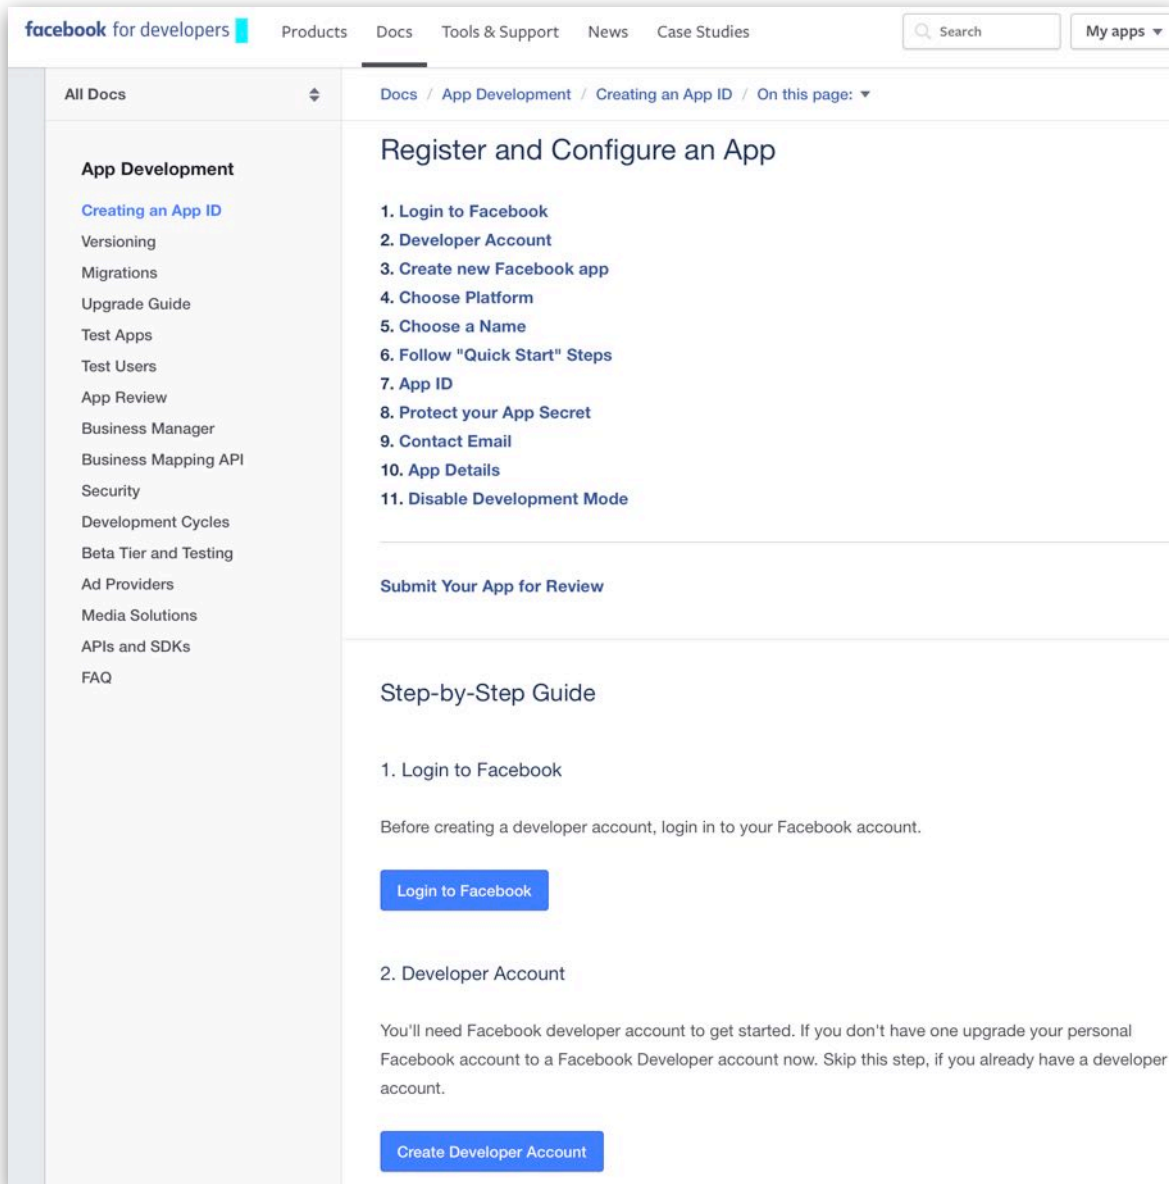 facebook for developers Products Docs Tools & Support News Case Studies Search My apps
All Docs
Docs / App Development / Creating an App ID / On this page:
App Development
Creating an App ID
Versioning
Migrations
Upgrade Guide
Test Apps
Test Users
App Review
Business Manager
Business Mapping API
Security
Development Cycles
Beta Tier and Testing
Ad Providers
Media Solutions
APIs and SDKs
FAQ
Register and Configure an App
1. Login to Facebook
2. Developer Account
3. Create new Facebook app
4. Choose Platform
5. Choose a Name
6. Follow "Quick Start" Steps
7. App ID
8. Protect your App Secret
9. Contact Email
10. App Details
11. Disable Development Mode
Submit Your App for Review
Step-by-Step Guide
1. Login to Facebook
Before creating a developer account, login in to your Facebook account.
Login to Facebook
2. Developer Account
You'll need Facebook developer account to get started. If you don't have one upgrade your personal
Facebook account to a Facebook Developer account now. Skip this step, if you already have a developer
account.
Create Developer Account